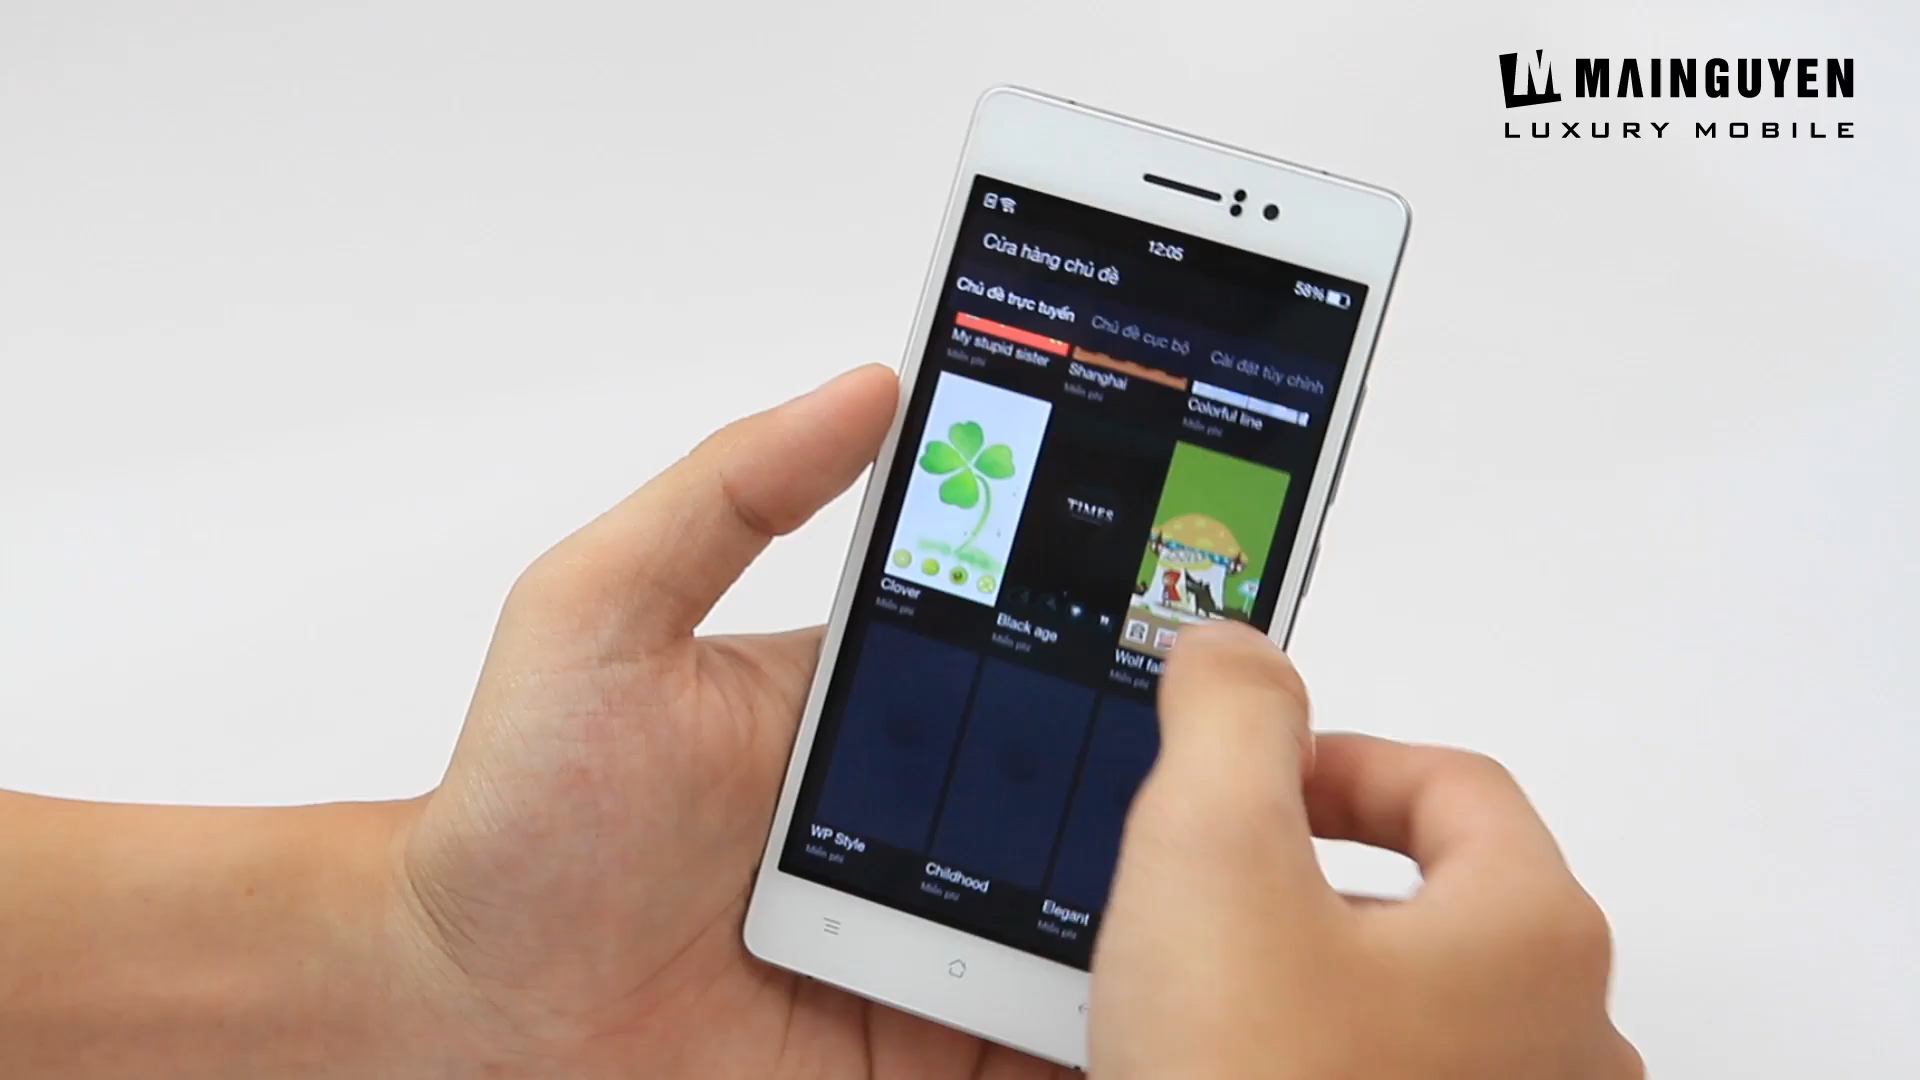 MAINGUYEN
LUXURY MOBILE
12:05
58%
Cửa hàng chủ đề
Chủ đề trực tuyến
Chủ đề cục bộ
Cài đặt tùy chỉnh
My stupid sister
Miễn phí
Shanghai
Miễn phí
Colorful line
Miễn phí
TIMES
Clover
Miễn phí
Black age
Miễn phí
Wolf
Miễn phí
WP Style
Miễn phí
Childhood
Miễn phí
Elegant
Miễn phí